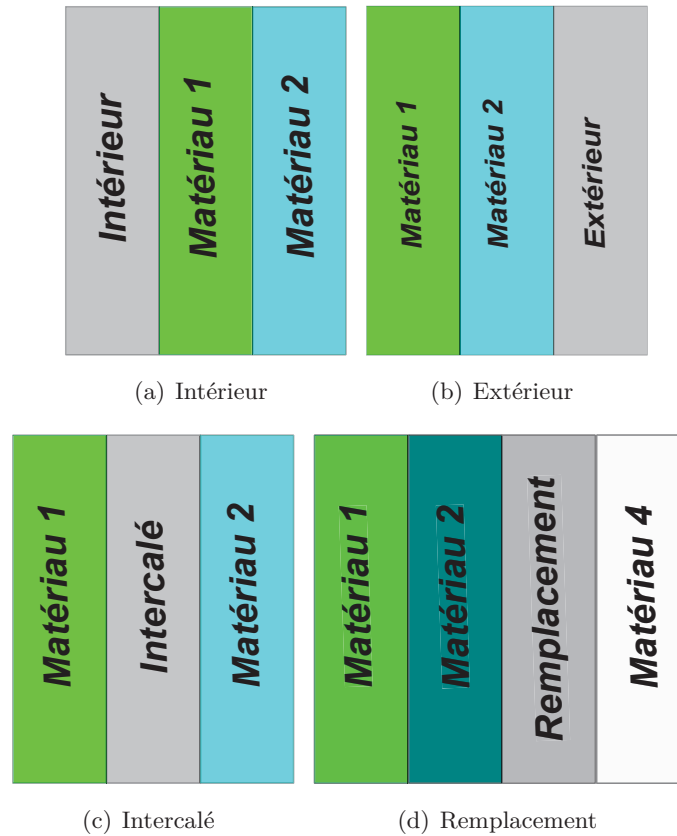 Intérieur
Matériau 1
Matériau 2
Matériau 1
Matériau 2
Extérieur
(a) Intérieur
(b) Extérieur
Matériau 1
Intercalé
Matériau 2
Matériau 1
Matériau 2
Remplacement
Matériau 4
(c) Intercalé
(d) Remplacement